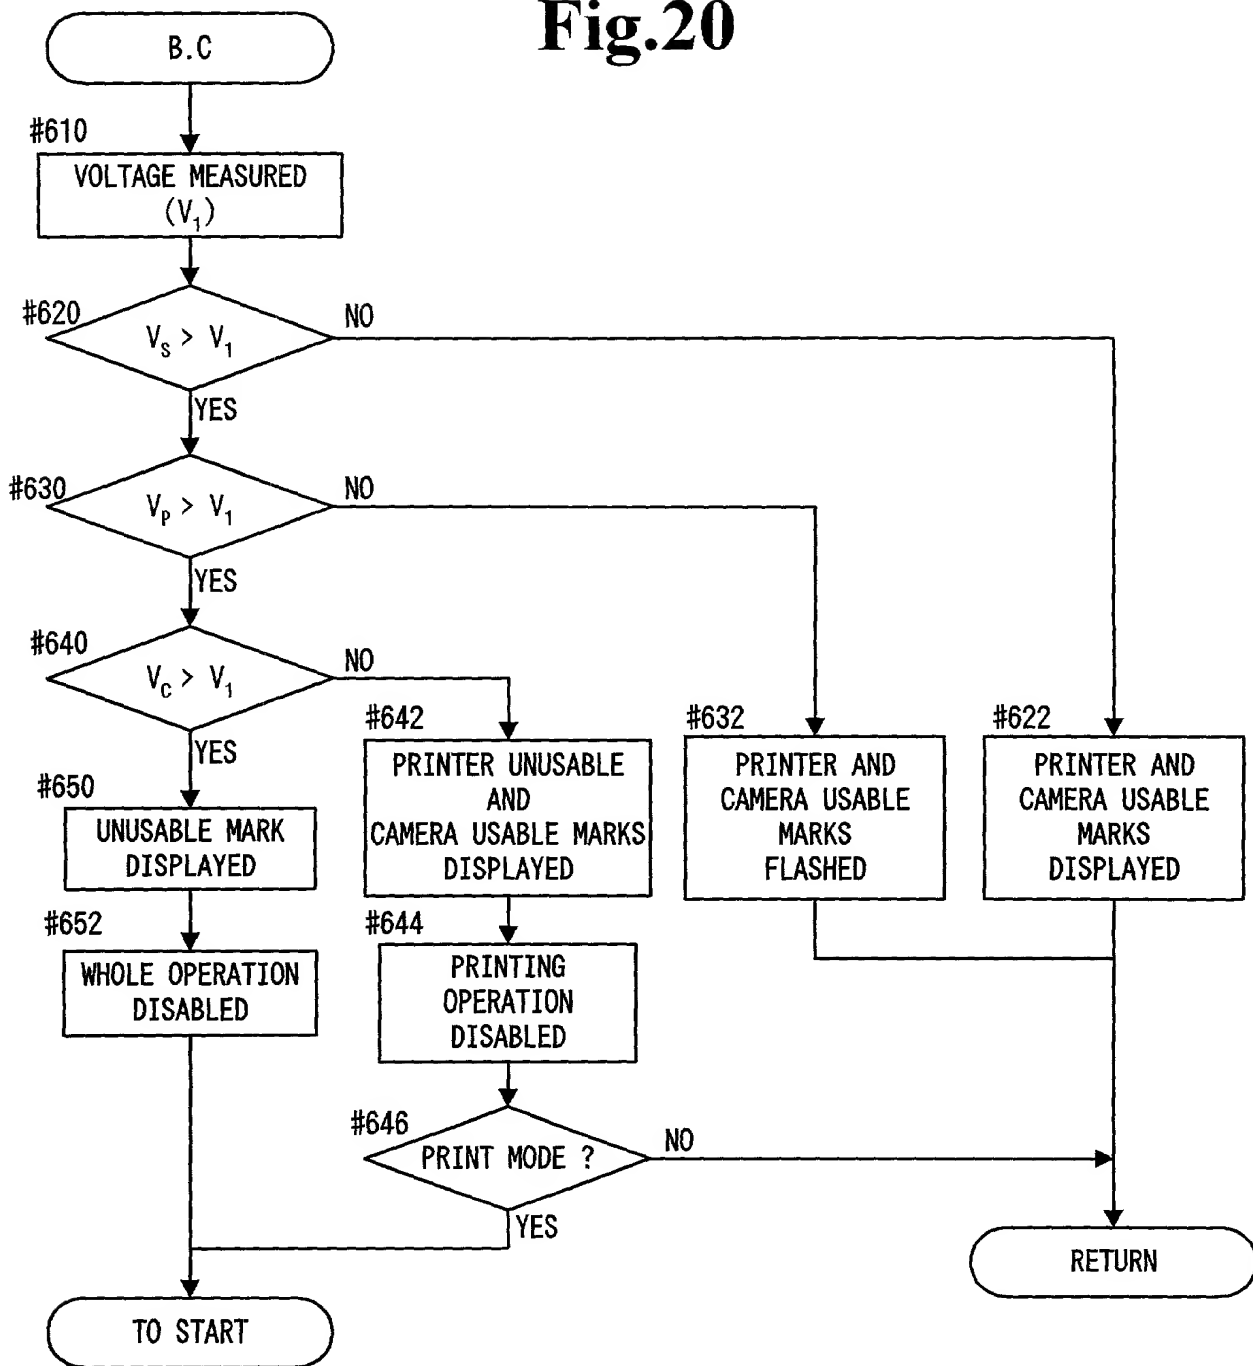 Fig.20
B.C
#610
VOLTAGE MEASURED
(V₁)
#620
Vₛ > V₁
NO
YES
#630
Vₚ > V₁
NO
YES
#640
V_C > V₁
NO
YES
#650
UNUSABLE MARK
DISPLAYED
#652
WHOLE OPERATION
DISABLED
#642
PRINTER UNUSABLE
AND
CAMERA USABLE MARKS
DISPLAYED
#644
PRINTING
OPERATION
DISABLED
#646
PRINT MODE ?
NO
YES
#632
PRINTER AND
CAMERA USABLE
MARKS
FLASHED
#622
PRINTER AND
CAMERA USABLE
MARKS
DISPLAYED
RETURN
TO START